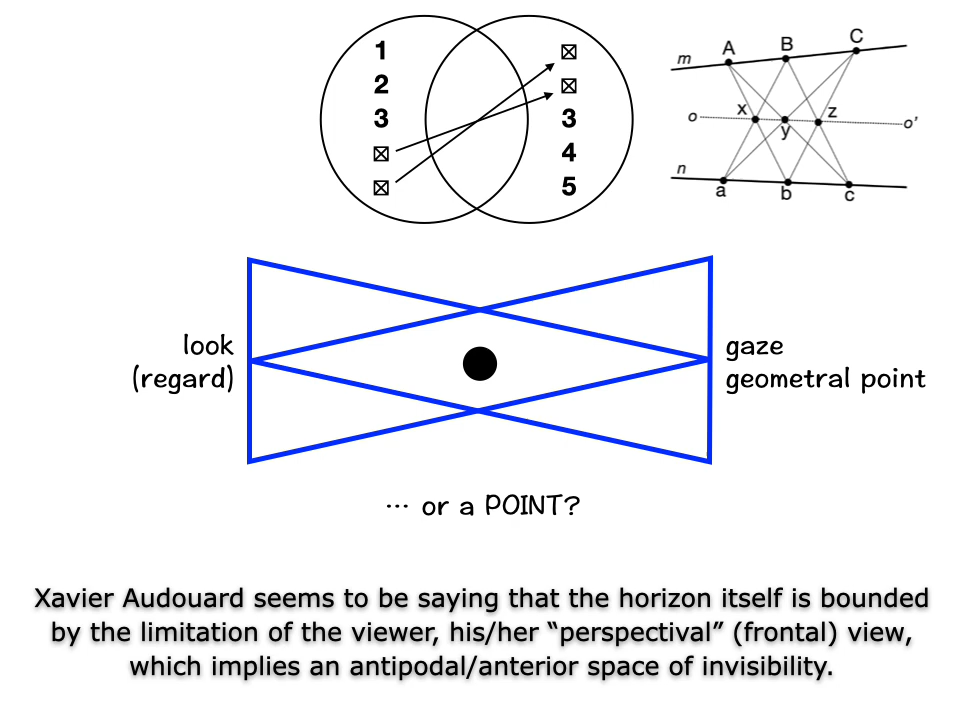 1
2
3
☒
☒
☒
☒
3
4
5
m
A
B
C
o
x
y
z
o'
n
a
b
c
look
(regard)
gaze
geometral point
… or a POINT?
Xavier Audouard seems to be saying that the horizon itself is bounded
by the limitation of the viewer, his/her “perspectival” (frontal) view,
which implies an antipodal/anterior space of invisibility.